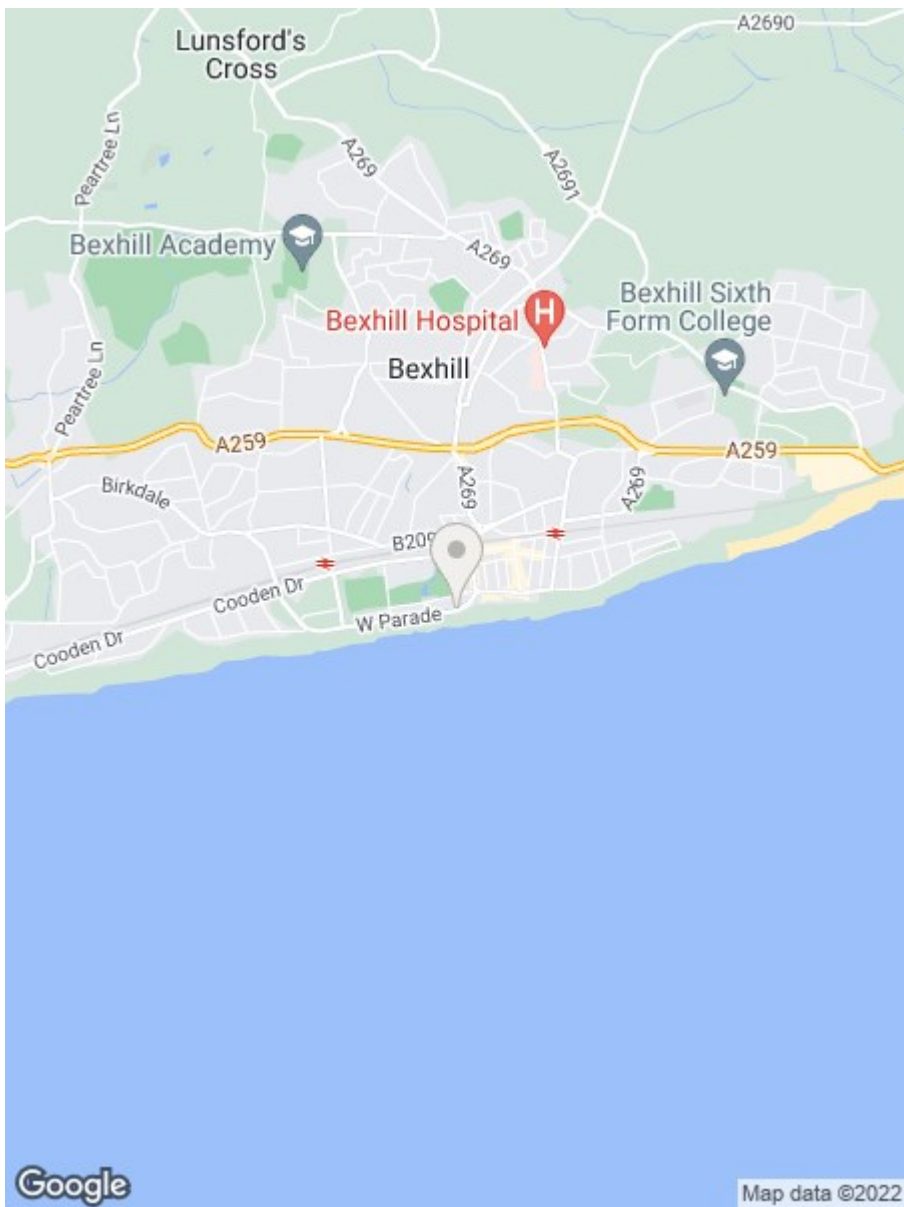 A2690
Lunsford's
Cross
Peartree Ln
A269
A2691
Bexhill Academy
A269
Bexhill Sixth
Form College
Bexhill Hospital
H
Bexhill
Peartree Ln
A259
A259
Birkdale
A269
A269
B209
Cooden Dr
W Parade
Cooden Dr
Google
Map data ©2022